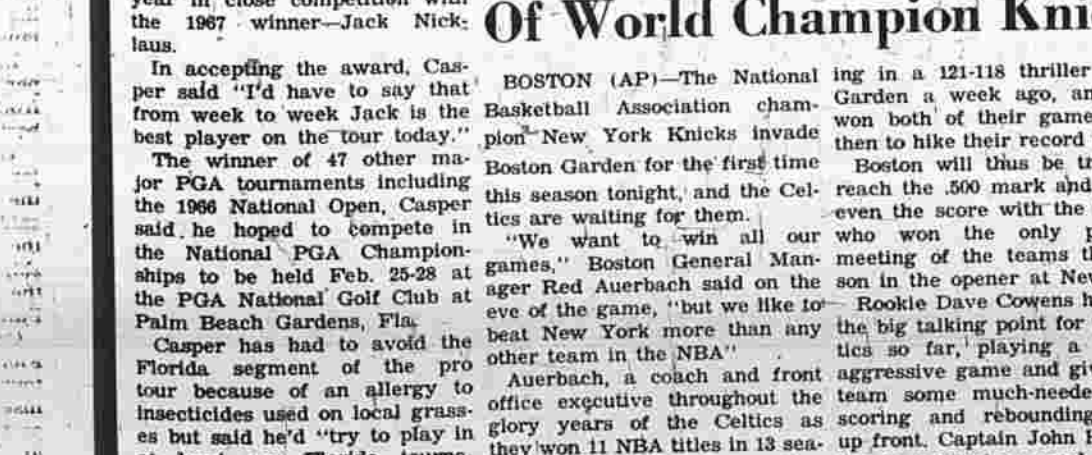 year in close competition with
the 1967 winner—Jack Nick-
laus.
In accepting the award, Cas-
per said "I'd have to say that
from week to week Jack is the
best player on the tour today."
The winner of 47 other ma-
jor PGA tournaments including
the 1966 National Open, Casper
said he hoped to compete in
the National PGA Champion-
ships to be held Feb. 25-28 at
the PGA National Golf Club at
Palm Beach Gardens, Fla.
Casper has had to avoid the
Florida segment of the pro
tour because of an allergy to
insecticides used on local grass-
es but said he'd "try to play in
Of World Champion Kni
BOSTON (AP)—The National
Basketball Association cham-
pion New York Knicks invade
Boston Garden for the first time
this season tonight, and the Cel-
tics are waiting for them.
"We want to win all our
games," Boston General Man-
ager Red Auerbach said on the
eve of the game, "but we like to
beat New York more than any
other team in the NBA"
Auerbach, a coach and front
office executive throughout the
glory years of the Celtics as
they won 11 NBA titles in 13 sea-
ing in a 121-118 thriller
Garden a week ago, an
won both of their game
then to hike their record
Boston will thus be t
reach the .500 mark and
even the score with the
who won the only
meeting of the teams t
son in the opener at Ne
Rookie Dave Cowens
the big talking point for
tics so far, playing a
aggressive game and gi
team some much-neede
scoring and reboundin
up front. Captain John